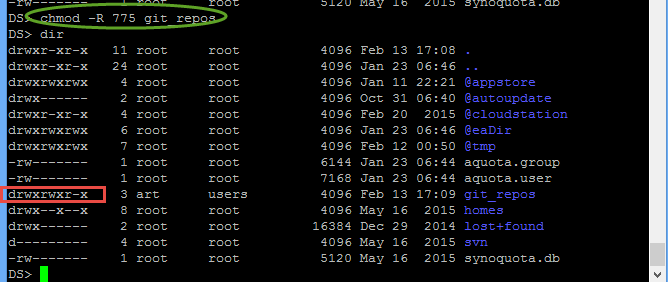 -rw------- 1 root root 5120 May 16 2015 synoquota.db
DS> chmod -R 775 git_repos
DS> dir
drwxr-xr-x 11 root root 4096 Feb 13 17:08 .
drwxr-xr-x 24 root root 4096 Jan 23 06:46 ..
drwxr-xr-x 4 root root 4096 Jan 11 22:21 @appstore
drwx------ 2 root root 4096 Oct 31 06:40 @autoupdate
drwxr-xr-x 4 root root 4096 Feb 20 2015 @cloudstation
drwxrwxrwx 6 root root 4096 Jan 23 06:46 @eaDir
drwxrwxrwx 7 root root 4096 Feb 12 00:50 @tmp
-rw------- 1 root root 6144 Jan 23 06:44 aquota.group
-rw------- 1 root root 7168 Jan 23 06:44 aquota.user
drwxrwxr-x 3 art users 4096 Feb 13 17:09 git_repos
drwx--x--x 8 root root 4096 May 16 2015 homes
drwx------ 2 root root 16384 Dec 29 2014 lost+found
d--------- 4 root root 4096 May 16 2015 svn
-rw------- 1 root root 5120 May 16 2015 synoquota.db
DS>